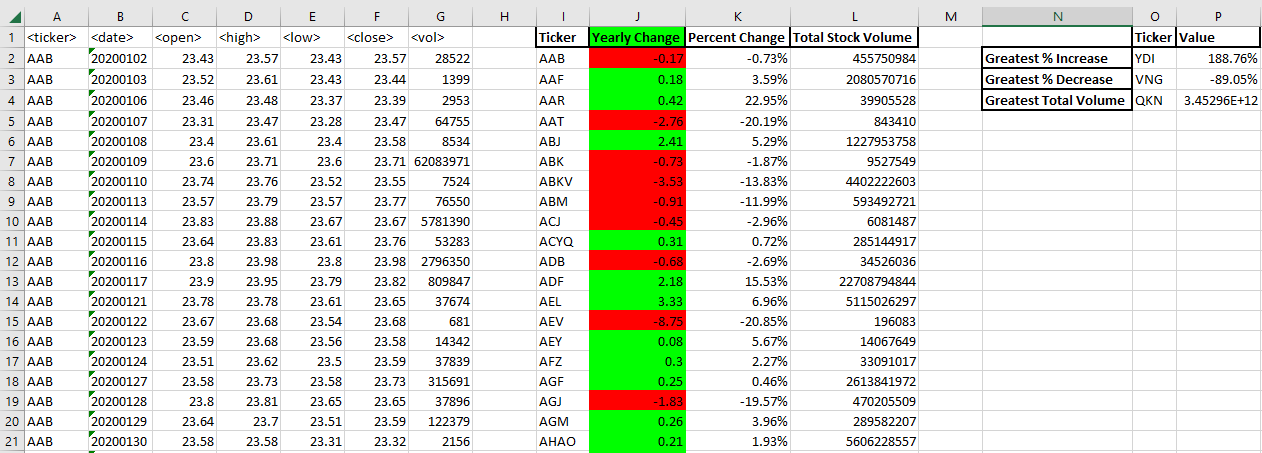 A B C D E F G H I J K L M N O P
1 <ticker> <date> <open> <high> <low> <close> <vol> Ticker Yearly Change Percent Change Total Stock Volume Ticker Value
2 AAB 20200102 23.43 23.57 23.43 23.57 28522 AAB -0.17 -0.73% 455750984 Greatest % Increase YDI 188.76%
3 AAB 20200103 23.52 23.61 23.43 23.44 1399 AAF 0.18 3.59% 2080570716 Greatest % Decrease VNG -89.05%
4 AAB 20200106 23.46 23.48 23.37 23.39 2953 AAR 0.42 22.95% 39905528 Greatest Total Volume QKN 3.45296E+12
5 AAB 20200107 23.31 23.47 23.28 23.47 64755 AAT -2.76 -20.19% 843410
6 AAB 20200108 23.4 23.61 23.4 23.58 8534 ABJ 2.41 5.29% 1227953758
7 AAB 20200109 23.6 23.71 23.6 23.71 62083971 ABK -0.73 -1.87% 9527549
8 AAB 20200110 23.74 23.76 23.52 23.55 7524 ABKV -3.53 -13.83% 4402222603
9 AAB 20200113 23.57 23.79 23.57 23.77 76550 ABM -0.91 -11.99% 593492721
10 AAB 20200114 23.83 23.88 23.67 23.67 5781390 ACJ -0.45 -2.96% 6081487
11 AAB 20200115 23.64 23.83 23.61 23.76 53283 ACYQ 0.31 0.72% 285144917
12 AAB 20200116 23.8 23.98 23.8 23.98 2796350 ADB -0.68 -2.69% 34526036
13 AAB 20200117 23.9 23.95 23.79 23.82 809847 ADF 2.18 15.53% 22708794844
14 AAB 20200121 23.78 23.78 23.61 23.65 37674 AEL 3.33 6.96% 5115026297
15 AAB 20200122 23.67 23.68 23.54 23.68 681 AEV -8.75 -20.85% 196083
16 AAB 20200123 23.59 23.68 23.56 23.58 14342 AEY 0.08 5.67% 14067649
17 AAB 20200124 23.51 23.62 23.5 23.59 37839 AFZ 0.3 2.27% 33091017
18 AAB 20200127 23.58 23.73 23.58 23.73 315691 AGF 0.25 0.46% 2613841972
19 AAB 20200128 23.8 23.81 23.65 23.65 37896 AGJ -1.83 -19.57% 470205509
20 AAB 20200129 23.64 23.7 23.51 23.59 122379 AGM 0.26 3.96% 289582207
21 AAB 20200130 23.58 23.58 23.31 23.32 2156 AHAO 0.21 1.93% 5606228557